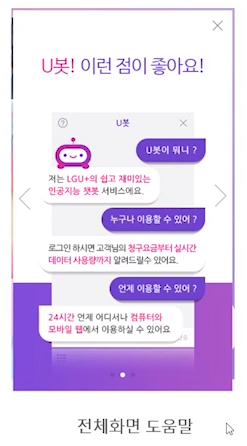 U봇! 이런 점이 좋아요!
U봇
U봇이 뭐니 ?
저는 LGU+의 쉽고 재미있는
인공지능 챗봇 서비스에요.
누구나 이용할 수 있어 ?
로그인 하시면 고객님의 청구요금부터 실시간
데이터 사용량까지 알려드릴수 있어요.
언제 이용할 수 있어 ?
24시간 언제 어디서나 컴퓨터와
모바일 웹에서 이용하실 수 있어요
전체화면 도움말